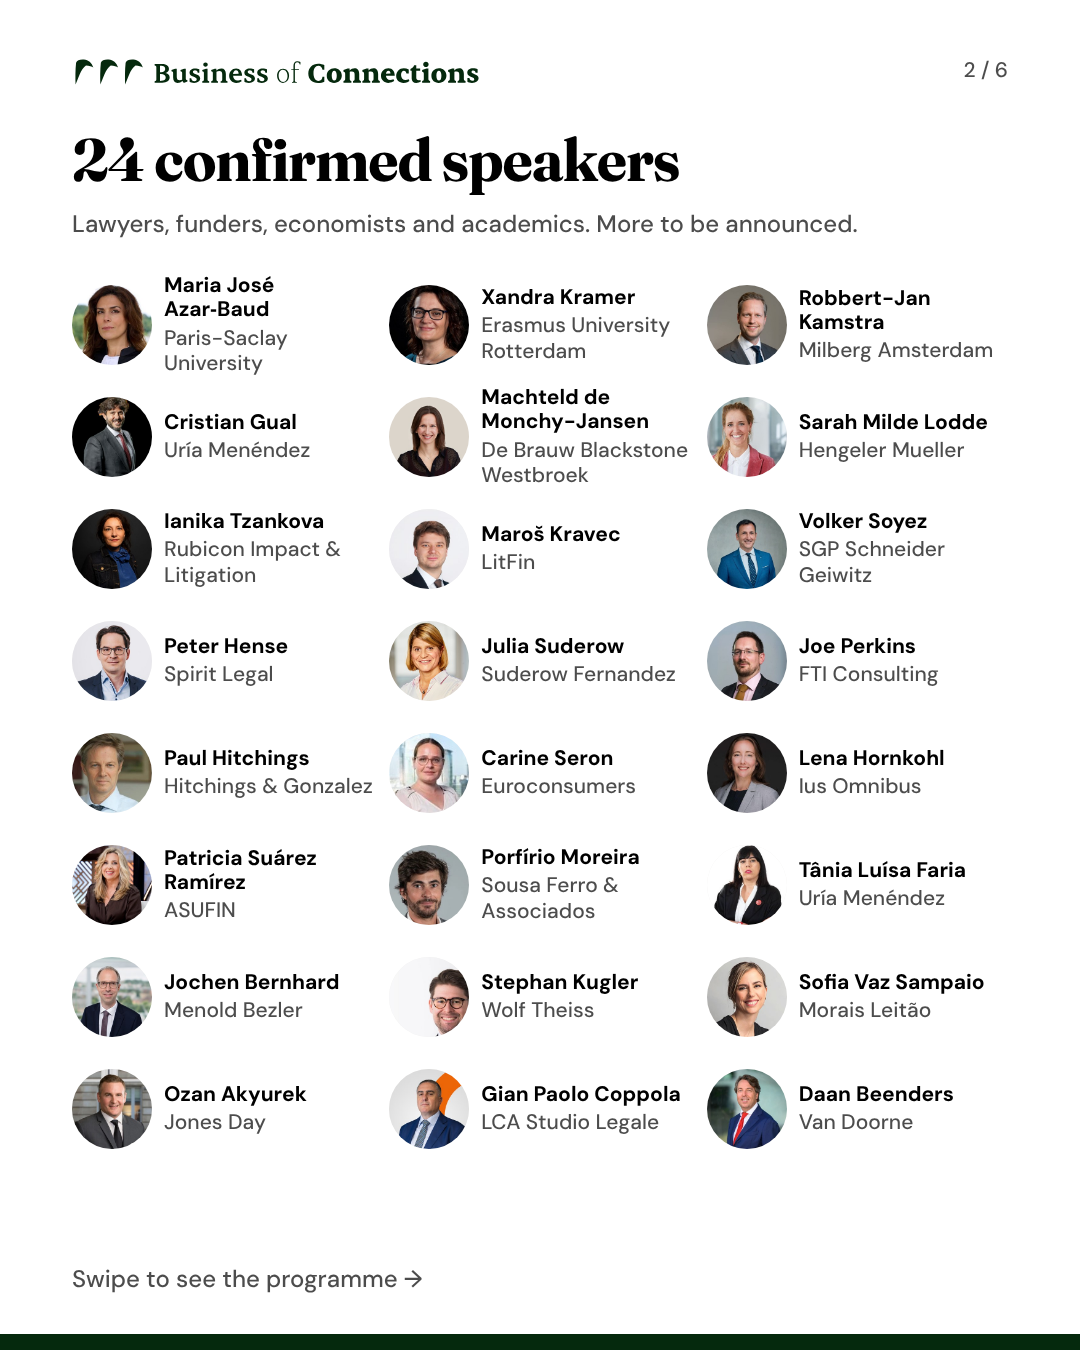 Business of Connections
2 / 6
24 confirmed speakers
Lawyers, funders, economists and academics. More to be announced.
Maria José
Azar-Baud
Paris-Saclay
University
Xandra Kramer
Erasmus University
Rotterdam
Robbert-Jan
Kamstra
Milberg Amsterdam
Cristian Gual
Uría Menéndez
Machteld de
Monchy-Jansen
De Brauw Blackstone
Westbroek
Sarah Milde Lodde
Hengeler Mueller
Ianika Tzankova
Rubicon Impact &
Litigation
Maroš Kravec
LitFin
Volker Soyez
SGP Schneider
Geiwitz
Peter Hense
Spirit Legal
Julia Suderow
Suderow Fernandez
Joe Perkins
FTI Consulting
Paul Hitchings
Hitchings & Gonzalez
Carine Seron
Euroconsumers
Lena Hornkohl
Ius Omnibus
Patricia Suárez
Ramírez
ASUFIN
Porfírio Moreira
Sousa Ferro &
Associados
Tânia Luísa Faria
Uría Menéndez
Jochen Bernhard
Menold Bezler
Stephan Kugler
Wolf Theiss
Sofia Vaz Sampaio
Morais Leitão
Ozan Akyurek
Jones Day
Gian Paolo Coppola
LCA Studio Legale
Daan Beenders
Van Doorne
Swipe to see the programme →